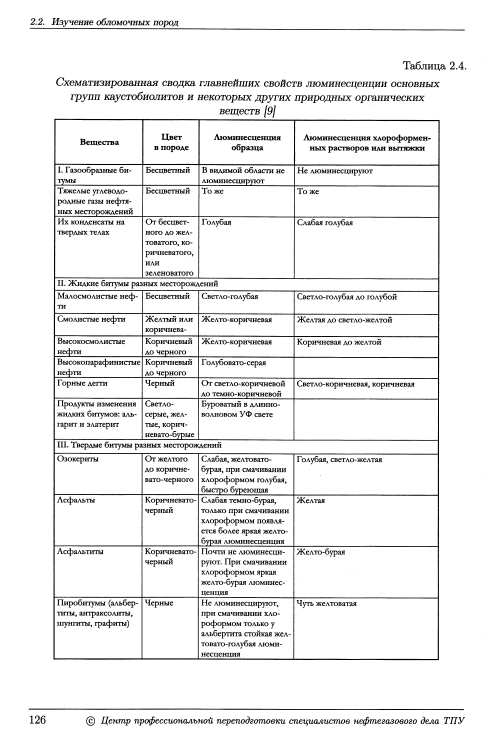 2.2. Изучение обломочных пород
Таблица 2.4.
Схематизированная сводка главнейших свойств люминесценции основных
групп каустобиолитов и некоторых других природных органических
веществ [9]
Вещества
Цвет
в породе
Люминесценция
образца
Люминесценция хлороформен-
ных растворов или вытяжки
I. Газообразные би-
тумы
Бесцветный
В видимой области не
люминесцируют
Не люминесцируют
Тяжелые углеводо-
родные газы нефтя-
ных месторождений
Бесцветный
То же
То же
Их конденсаты на
твердых телах
От бесцвет-
ного до жел-
товатого, ко-
ричневатого,
или
зеленоватого
Голубая
Слабая голубая
II. Жидкие битумы разных месторождений
Малосмолистые неф-
ти
Бесцветный
Светло-голубая
Светло-голубая до голубой
Смолистые нефти
Желтый или
коричнева-
Желто-коричневая
Желтая до светло-желтой
Высокосмолистые
нефти
Коричневый
до черного
Желто-коричневая
Коричневая до желтой
Высокопарафинистые
нефти
Коричневый
до черного
Голубовато-серая
Горные дегти
Черный
От светло-коричневой
до темно-коричневой
Светло-коричневая, коричневая
Продукты изменения
жидких битумов: аль-
гарит и элатерит
Светло-
серые, жел-
тые, корич-
невато-бурые
Буроватый в длинно-
волновом УФ свете
III. Твердые битумы разных месторождений
Озокериты
От желтого
до коричне-
вато-черного
Слабая, желтовато-
бурая, при смачивании
хлороформом голубая,
быстро буреющая
Голубая, светло-желтая
Асфальты
Коричневато-
черный
Слабая темно-бурая,
только при смачивании
хлороформом появля-
ется более яркая желто-
бурая люминесценция
Желтая
Асфальтиты
Коричневато-
черный
Почти не люминесци-
руют. При смачивании
хлороформом яркая
желто-бурая люминес-
ценция
Желто-бурая
Пиробитумы (альбер-
титы, антраксолиты,
шунгиты, графиты)
Черные
Не люминесцируют,
при смачивании хло-
роформом только у
альбертита стойкая жел-
товато-голубая люми-
несценция
Чуть желтоватая
126
© Центр профессиональной переподготовки специалистов нефтегазового дела ТПУ